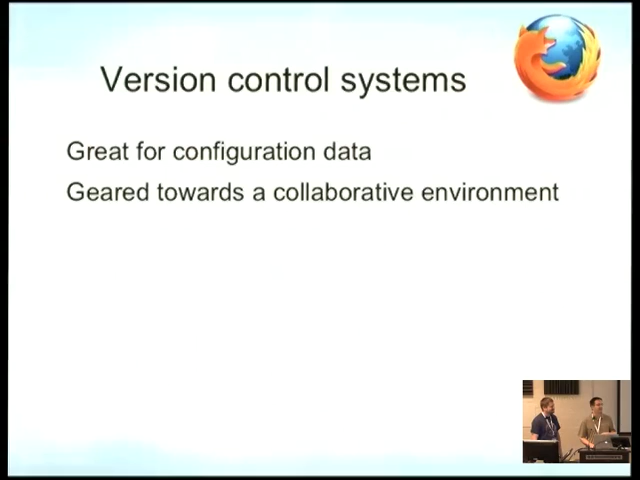 Version control systems
Great for configuration data
Geared towards a collaborative environment